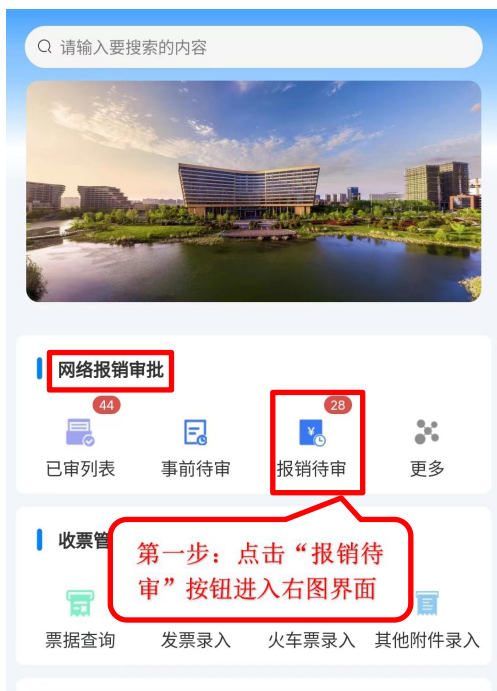 请输入要搜索的内容
网络报销审批
44
28
已审列表 事前待审 报销待审 更多
收票管
第一步：点击“报销待
审”按钮进入右图界面
票据查询 发票录入 火车票录入 其他附件录入